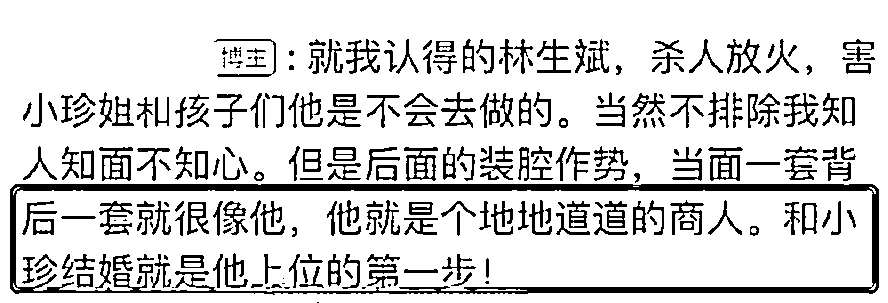 博主：就我认得的林生斌，杀人放火，害
小珍姐和孩子们他是不会去做的。当然不排除我知
人知面不知心。但是后面的装腔作势，当面一套背
后一套就很像他，他就是个地地道道的商人。和小
珍结婚就是他上位的第一步！